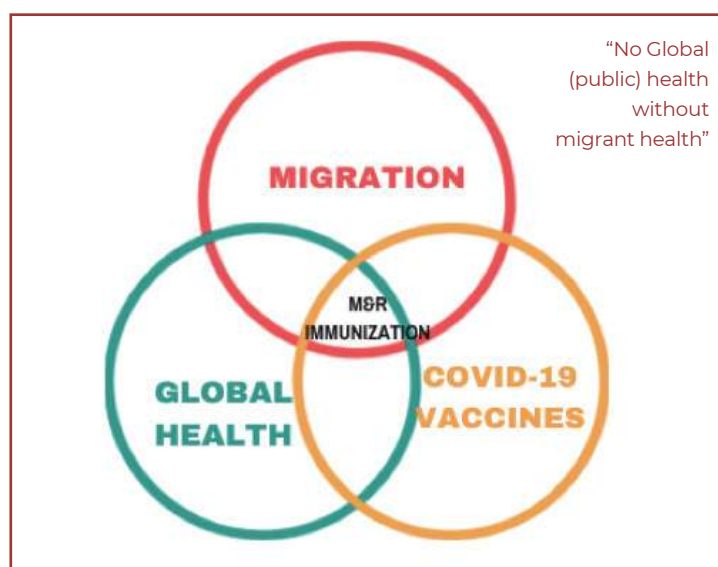 “No Global
(public) health
without
migrant health”
MIGRATION
M&R
IMMUNIZATION
GLOBAL
HEALTH
COVID-19
VACCINES